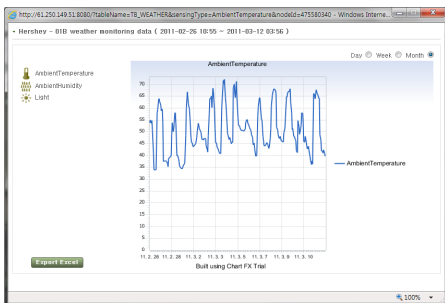 http://61.250.149.51:8080/?tableName=TB_WEATHER&sensingType=AmbientTemperature&nodeId=475580340 - Windows Interne...
• Hershey - 01B weather monitoring data ( 2011-02-26 10:55 ~ 2011-03-12 03:56 )
Day Week Month
AmbientTemperature
AmbientHumidity
Light
AmbientTemperature
70
65
60
55
50
45
40
35
30
25
20
15
10
5
0
11. 2. 26 11. 2. 28 11. 3. 2 11. 3. 3 11. 3. 5 11. 3. 7 11. 3. 9 11. 3. 10
Built using Chart FX Trial
AmbientTemperature
Export Excel
100%